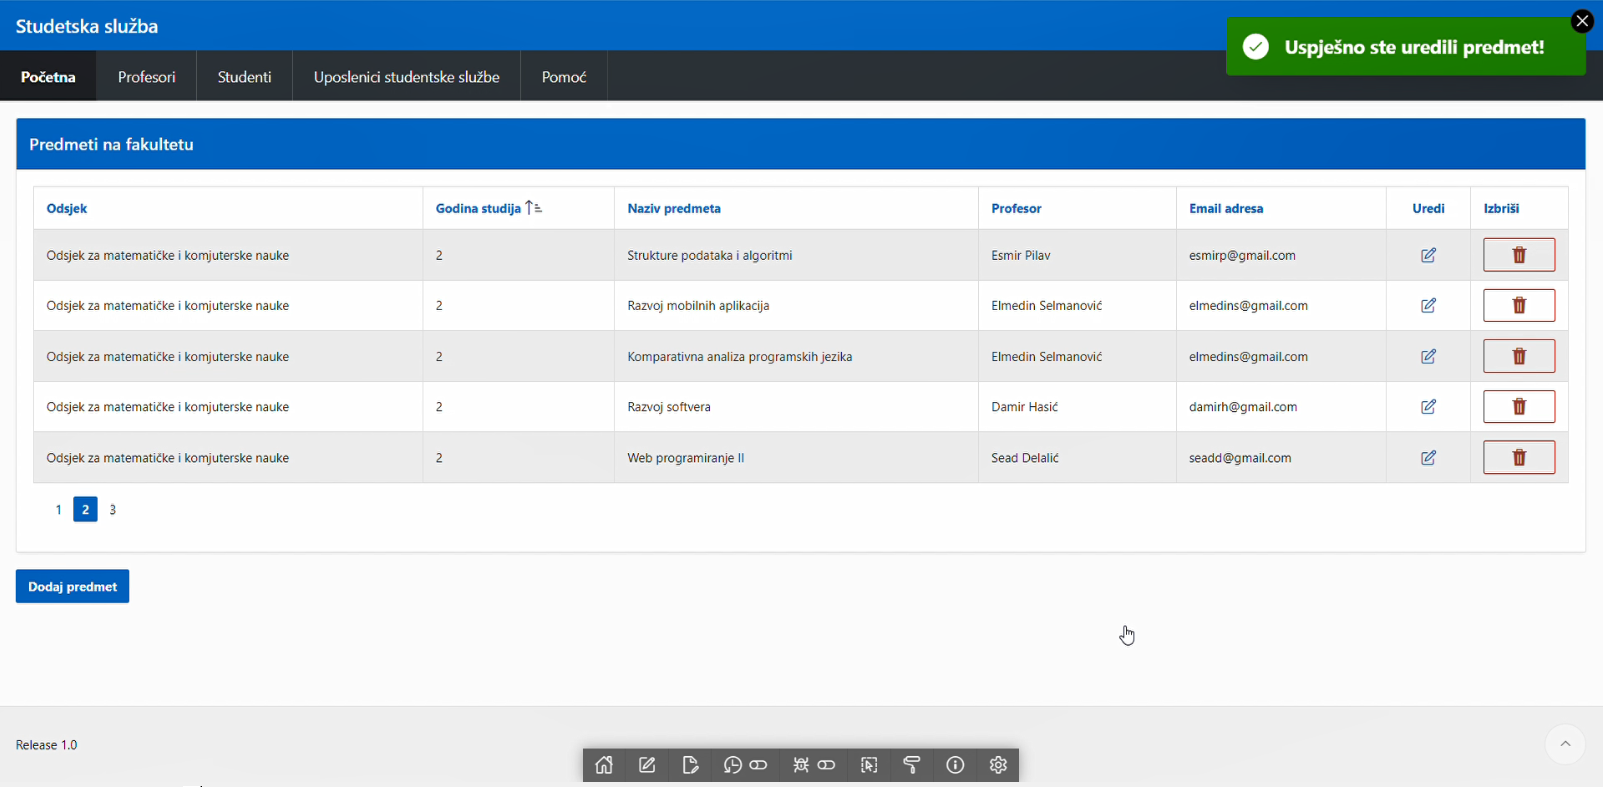 Studetska služba
Uspješno ste uredili predmet!
Početna Profesori Studenti Uposlenici studentske službe Pomoć
Predmeti na fakultetu
Odsjek Godina studija Naziv predmeta Profesor Email adresa Uredi Izbriši
Odsjek za matematičke i komjuterske nauke 2 Strukture podataka i algoritmi Esmir Pilav esmirp@gmail.com
Odsjek za matematičke i komjuterske nauke 2 Razvoj mobilnih aplikacija Elmedin Selmanović elmedins@gmail.com
Odsjek za matematičke i komjuterske nauke 2 Komparativna analiza programskih jezika Elmedin Selmanović elmedins@gmail.com
Odsjek za matematičke i komjuterske nauke 2 Razvoj softvera Damir Hasić damirh@gmail.com
Odsjek za matematičke i komjuterske nauke 2 Web programiranje II Sead Delalić seadd@gmail.com
1 2 3
Dodaj predmet
Release 1.0